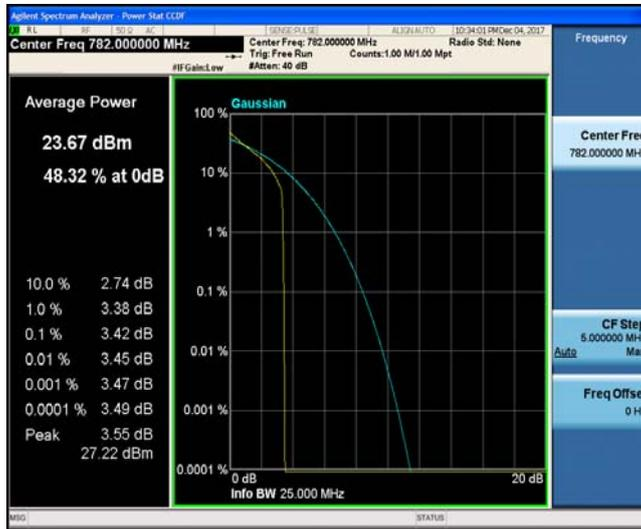 Agilent Spectrum Analyzer - Power Stat CCDF
RL RF 50 Ω AC SENSE:PULSE ALIGN AUTO 10:34:01 PM Dec 04, 2017
Center Freq 782.000000 MHz
Center Freq: 782.000000 MHz Radio Std: None
Trig: Free Run Counts:1.00 M/1.00 Mpt
#IFGain:Low #Atten: 40 dB
Frequency
Average Power
23.67 dBm
48.32 % at 0dB
10.0 % 2.74 dB
1.0 % 3.38 dB
0.1 % 3.42 dB
0.01 % 3.45 dB
0.001 % 3.47 dB
0.0001 % 3.49 dB
Peak 3.55 dB
27.22 dBm
Gaussian
100 %
10 %
1 %
0.1 %
0.01 %
0.001 %
0.0001 %
0 dB 20 dB
Info BW 25.000 MHz
Center Fre
782.000000 MH
CF Step
5.000000 MH
Auto Ma
Freq Offse
0 H
MSG STATUS